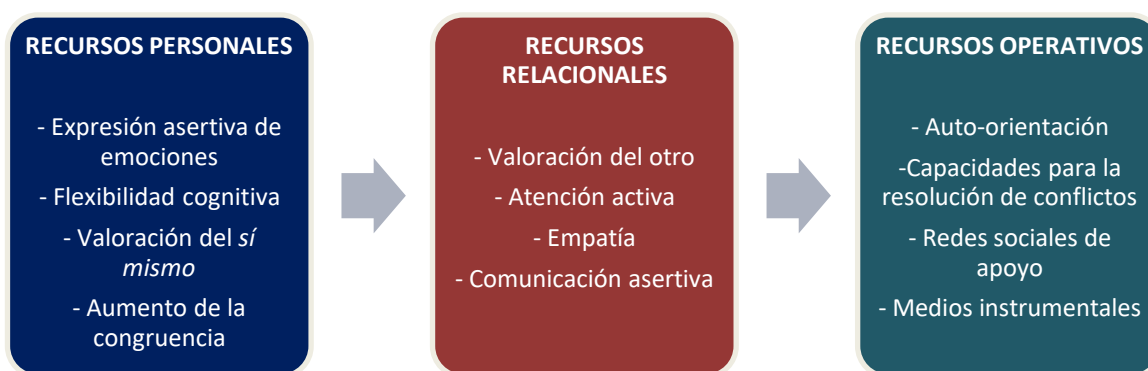 RECURSOS PERSONALES
- Expresión asertiva de
emociones
- Flexibilidad cognitiva
- Valoración del sí
mismo
- Aumento de la
congruencia
RECURSOS
RELACIONALES
- Valoración del otro
- Atención activa
- Empatía
- Comunicación asertiva
RECURSOS OPERATIVOS
- Auto-orientación
-Capacidades para la
resolución de conflictos
- Redes sociales de
apoyo
- Medios instrumentales